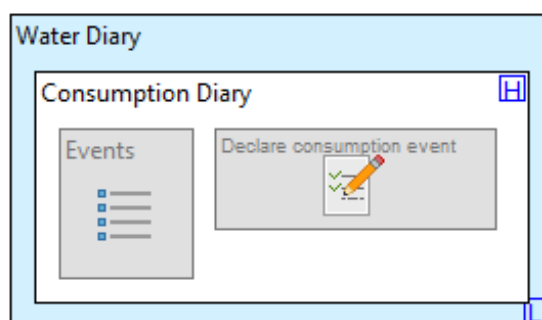 Water Diary
Consumption Diary
H
Events
Declare consumption event
L